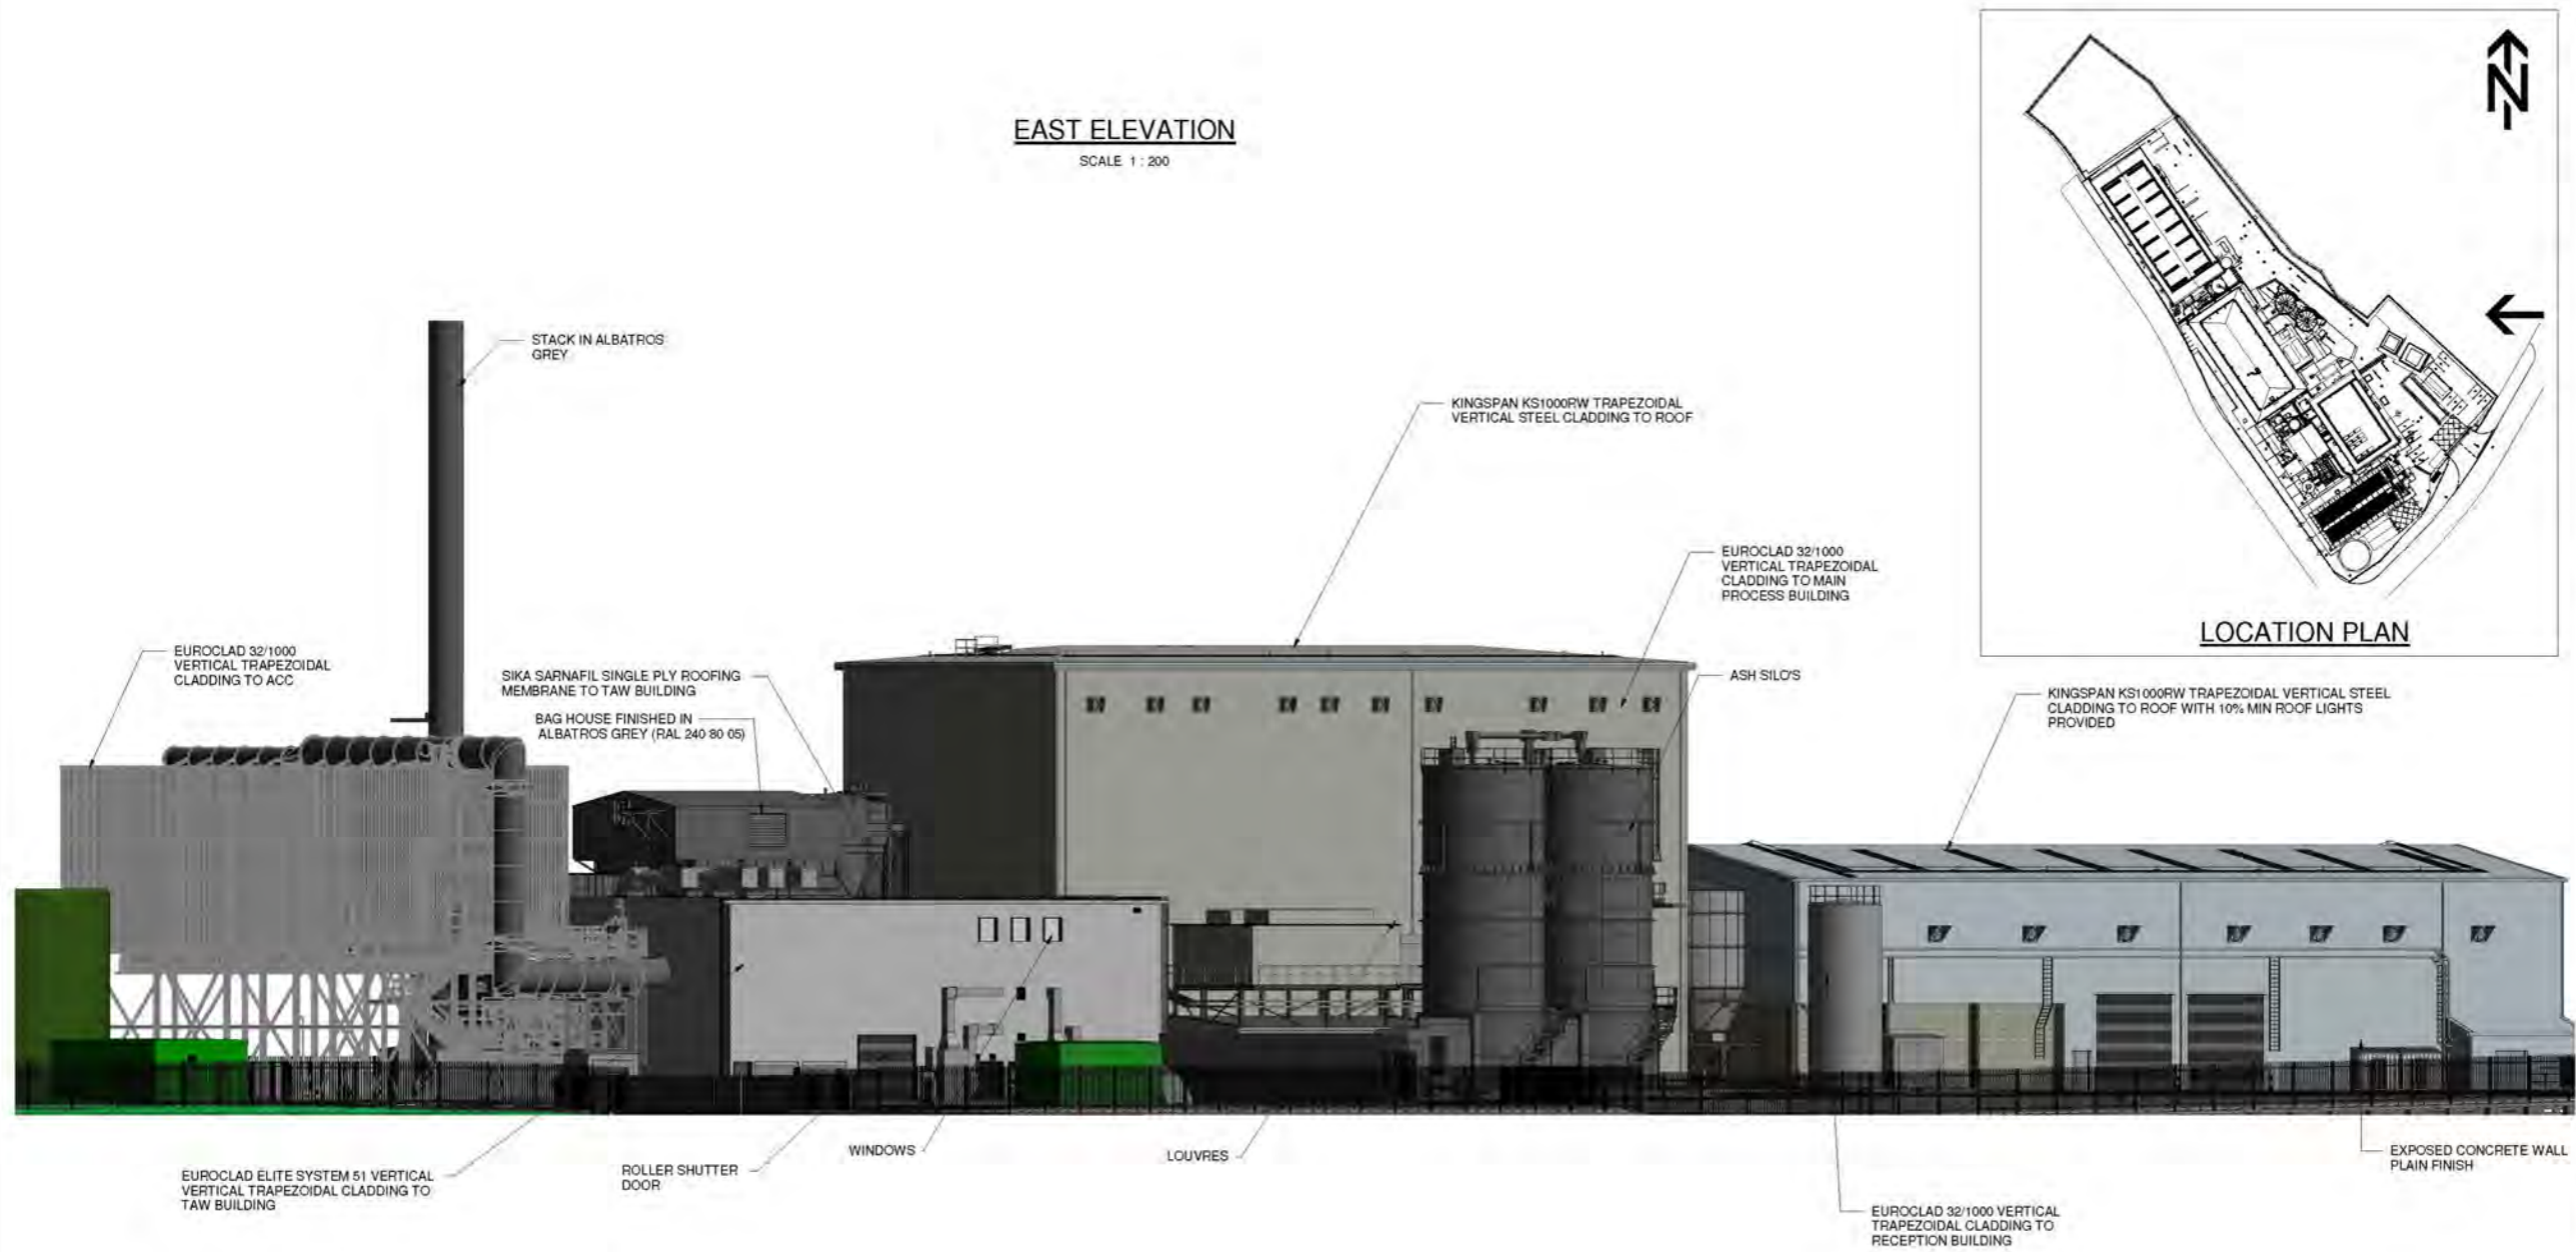 EAST ELEVATION
SCALE 1 : 200
N
LOCATION PLAN
STACK IN ALBATROS
GREY
KINGSPAN KS1000RW TRAPEZOIDAL
VERTICAL STEEL CLADDING TO ROOF
EUROCLAD 32/1000
VERTICAL TRAPEZOIDAL
CLADDING TO MAIN
PROCESS BUILDING
EUROCLAD 32/1000
VERTICAL TRAPEZOIDAL
CLADDING TO ACC
SIKA SARNAFIL SINGLE PLY ROOFING
MEMBRANE TO TAW BUILDING
BAG HOUSE FINISHED IN
ALBATROS GREY (RAL 240 80 05)
ASH SILO'S
KINGSPAN KS1000RW TRAPEZOIDAL VERTICAL STEEL
CLADDING TO ROOF WITH 10% MIN ROOF LIGHTS
PROVIDED
EUROCLAD ELITE SYSTEM 51 VERTICAL
VERTICAL TRAPEZOIDAL CLADDING TO
TAW BUILDING
ROLLER SHUTTER
DOOR
WINDOWS
LOUVRES
EXPOSED CONCRETE WALL
PLAIN FINISH
EUROCLAD 32/1000 VERTICAL
TRAPEZOIDAL CLADDING TO
RECEPTION BUILDING